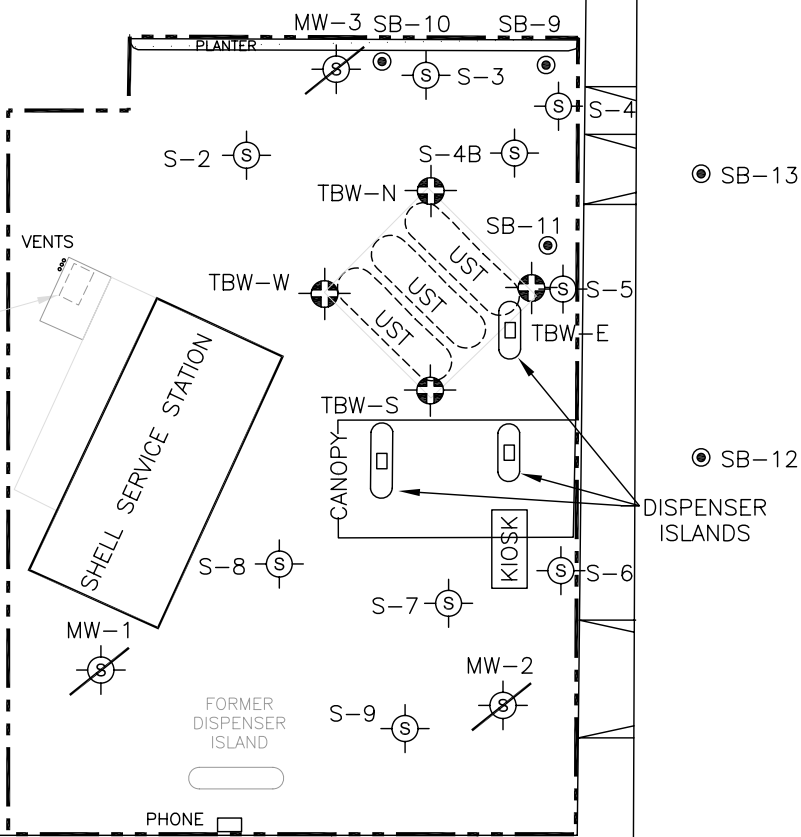 MW-3
SB-10
SB-9
PLANTER
S
S
S-3
S
S-4
S-2
S
S-4B
S
SB-13
TBW-N
SB-11
VENTS
UST
TBW-W
UST
S
S-5
UST
TBW-E
TBW-S
SHELL SERVICE STATION
CANOPY
SB-12
DISPENSER
ISLANDS
KIOSK
S-8
S
S
S-6
S-7
S
MW-1
S
MW-2
S
FORMER
DISPENSER
ISLAND
S-9
S
PHONE